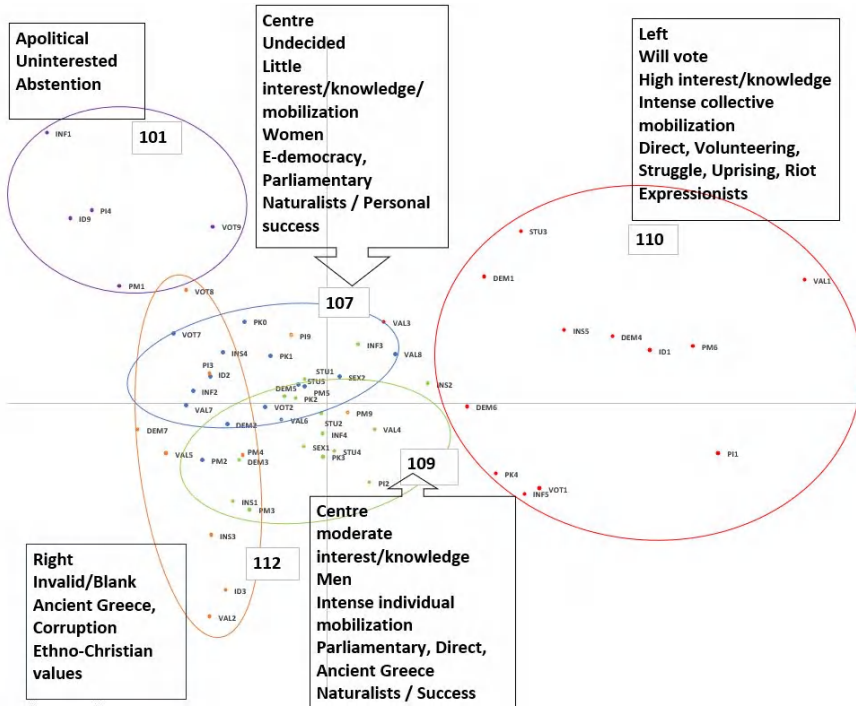 Apolitical
Uninterested
Abstention
Centre
Undecided
Little
interest/knowledge/
mobilization
Women
E-democracy,
Parliamentary
Naturalists / Personal
success
Left
Will vote
High interest/knowledge
Intense collective
mobilization
Direct, Volunteering,
Struggle, Uprising, Riot
Expressionists
101
INF1
PI4
ID9
VOT9
PM1
110
STU3
DEM1
VAL1
INS5
DEM4
ID1
PM6
DEM6
PI1
PK4
INF5
VOT1
107
VOT8
PK0
VAL3
VOT7
PI9
INF3
INS4
PK1
VAL8
PI3
ID2
STU1
SEX2
INS2
STU5
INF2
DEM5
PM5
PK2
VAL7
VOT2
PM9
DEM2
VAL6
STU2
DEM7
INF4
VAL4
VAL5
PM2
PM4
DEM3
SEX1
STU4
PK3
109
PI2
INS1
PM3
INS3
112
ID3
VAL2
Right
Invalid/Blank
Ancient Greece,
Corruption
Ethno-Christian
values
Centre
moderate
interest/knowledge
Men
Intense individual
mobilization
Parliamentary, Direct,
Ancient Greece
Naturalists / Success